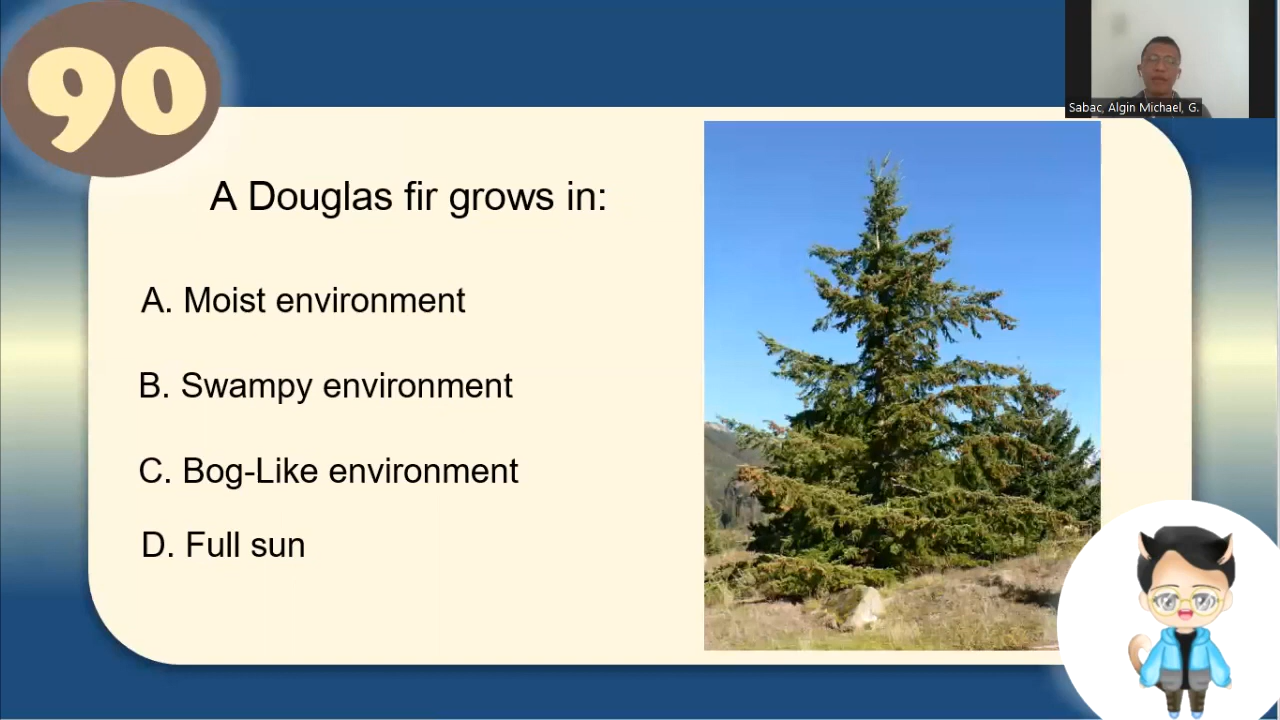 90
Sabac, Algin Michael, G.
A Douglas fir grows in:
A. Moist environment
B. Swampy environment
C. Bog-Like environment
D. Full sun